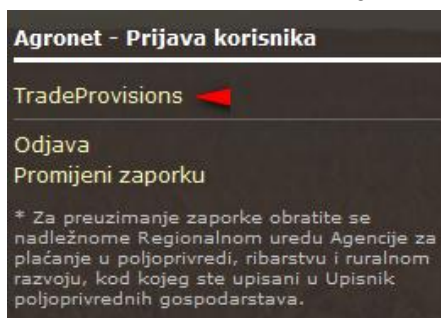 Agronet - Prijava korisnika
TradeProvisions
Odjava
Promijeni zaporku
* Za preuzimanje zaporke obratite se
nadležnome Regionalnom uredu Agencije za
plaćanje u poljoprivredi, ribarstvu i ruralnom
razvoju, kod kojeg ste upisani u Upisnik
poljoprivrednih gospodarstava.